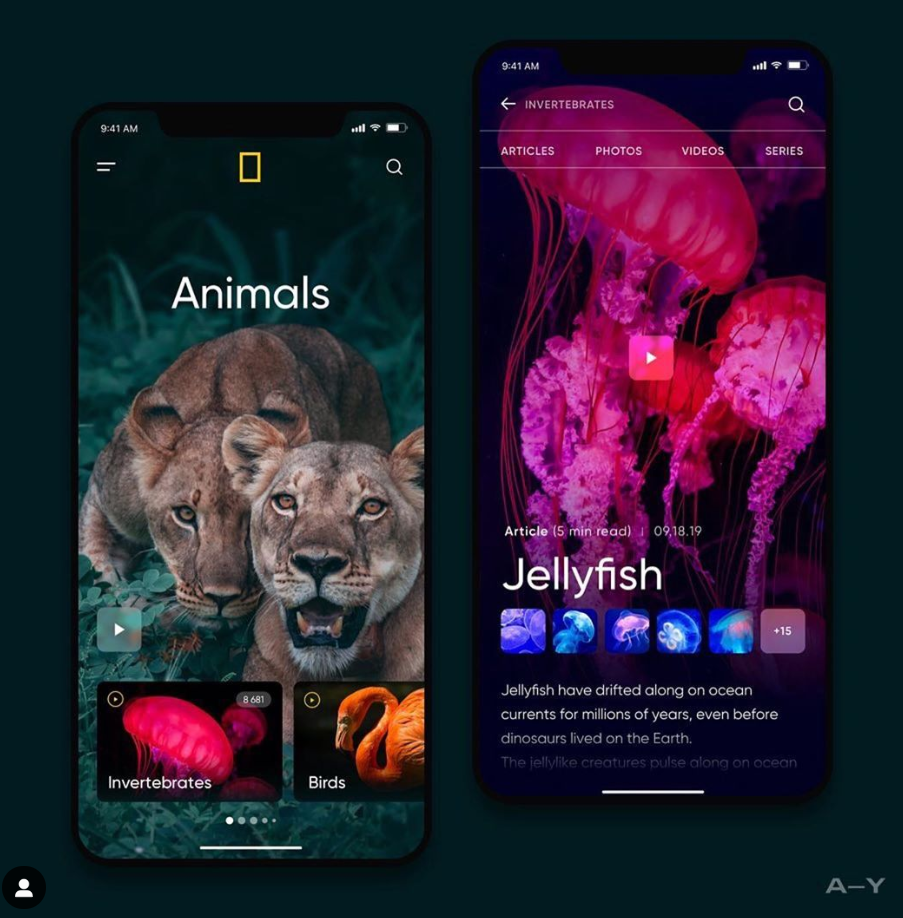 9:41 AM
Animals
8 681
Invertebrates
Birds
9:41 AM
INVERTEBRATES
ARTICLES PHOTOS VIDEOS SERIES
Article (5 min read) | 09.18.19
Jellyfish
+15
Jellyfish have drifted along on ocean
currents for millions of years, even before
dinosaurs lived on the Earth.
The jellylike creatures pulse along on ocean
A—Y